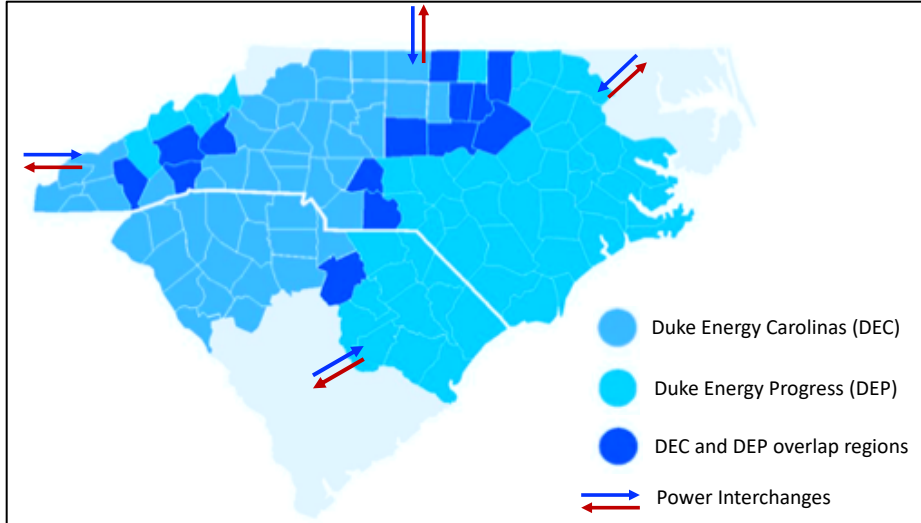 Duke Energy Carolinas (DEC)
Duke Energy Progress (DEP)
DEC and DEP overlap regions
Power Interchanges